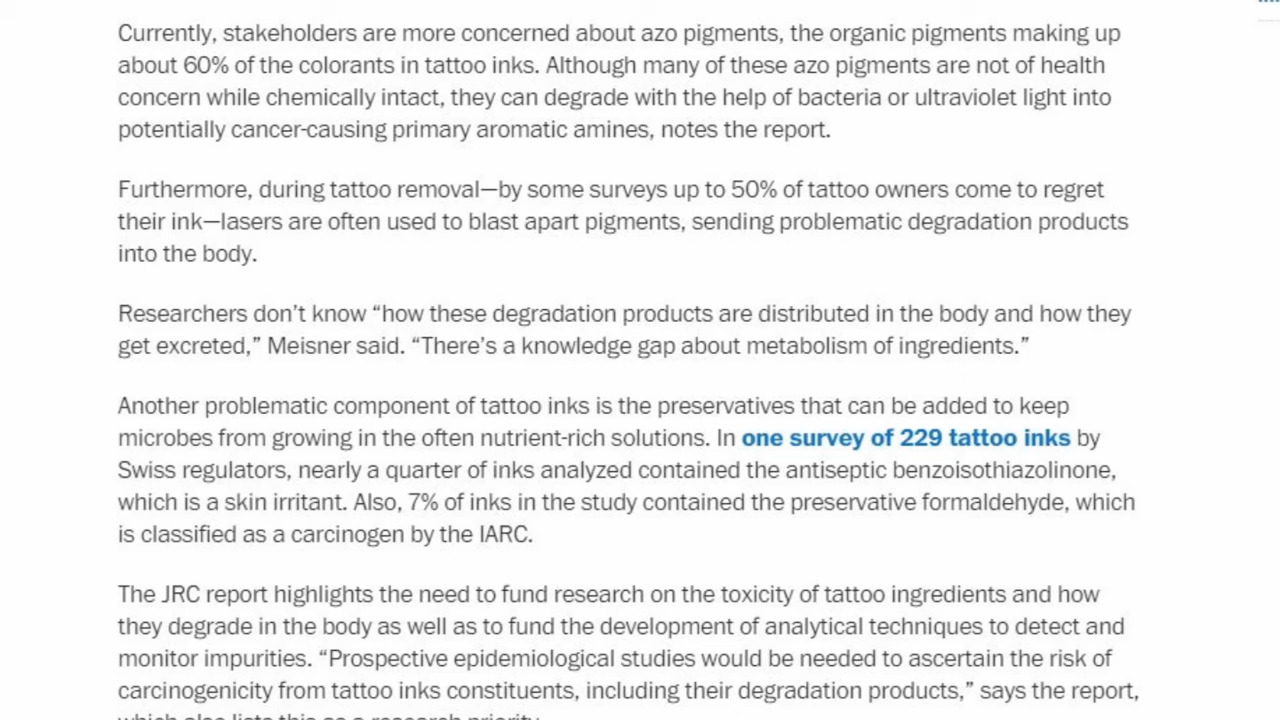 Currently, stakeholders are more concerned about azo pigments, the organic pigments making up
about 60% of the colorants in tattoo inks. Although many of these azo pigments are not of health
concern while chemically intact, they can degrade with the help of bacteria or ultraviolet light into
potentially cancer-causing primary aromatic amines, notes the report.
Furthermore, during tattoo removal—by some surveys up to 50% of tattoo owners come to regret
their ink—lasers are often used to blast apart pigments, sending problematic degradation products
into the body.
Researchers don’t know “how these degradation products are distributed in the body and how they
get excreted,” Meisner said. “There’s a knowledge gap about metabolism of ingredients.”
Another problematic component of tattoo inks is the preservatives that can be added to keep
microbes from growing in the often nutrient-rich solutions. In one survey of 229 tattoo inks by
Swiss regulators, nearly a quarter of inks analyzed contained the antiseptic benzoisothiazolinone,
which is a skin irritant. Also, 7% of inks in the study contained the preservative formaldehyde, which
is classified as a carcinogen by the IARC.
The JRC report highlights the need to fund research on the toxicity of tattoo ingredients and how
they degrade in the body as well as to fund the development of analytical techniques to detect and
monitor impurities. “Prospective epidemiological studies would be needed to ascertain the risk of
carcinogenicity from tattoo inks constituents, including their degradation products,” says the report,
which also lists this as a research priority